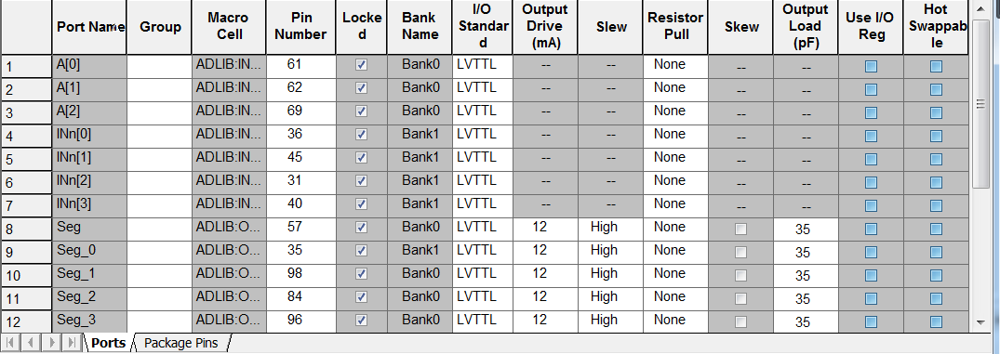 Port Name Group Macro Cell Pin Number Locke d Bank Name I/O Standar d Output Drive (mA) Slew Resistor Pull Skew Output Load (pF) Use I/O Reg Hot Swappab le
1 A[0] ADLIB:IN... 61 Bank0 LVTTL -- -- None -- --
2 A[1] ADLIB:IN... 62 Bank0 LVTTL -- -- None -- --
3 A[2] ADLIB:IN... 69 Bank0 LVTTL -- -- None -- --
4 INn[0] ADLIB:IN... 36 Bank1 LVTTL -- -- None -- --
5 INn[1] ADLIB:IN... 45 Bank1 LVTTL -- -- None -- --
6 INn[2] ADLIB:IN... 31 Bank1 LVTTL -- -- None -- --
7 INn[3] ADLIB:IN... 40 Bank1 LVTTL -- -- None -- --
8 Seg ADLIB:O... 57 Bank0 LVTTL 12 High None 35
9 Seg_0 ADLIB:O... 35 Bank1 LVTTL 12 High None 35
10 Seg_1 ADLIB:O... 98 Bank0 LVTTL 12 High None 35
11 Seg_2 ADLIB:O... 84 Bank0 LVTTL 12 High None 35
12 Seg_3 ADLIB:O... 96 Bank0 LVTTL 12 High None 35
Ports Package Pins